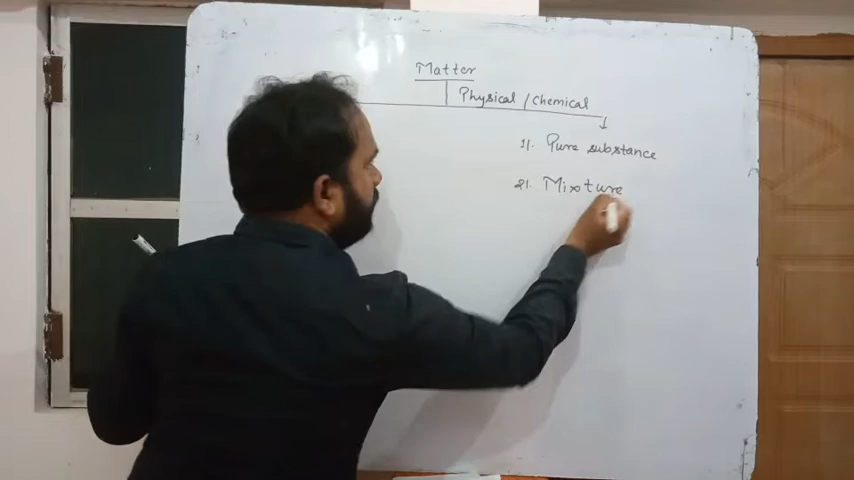 Matter
Physical / Chemical
1). Pure substance
2). Mixture